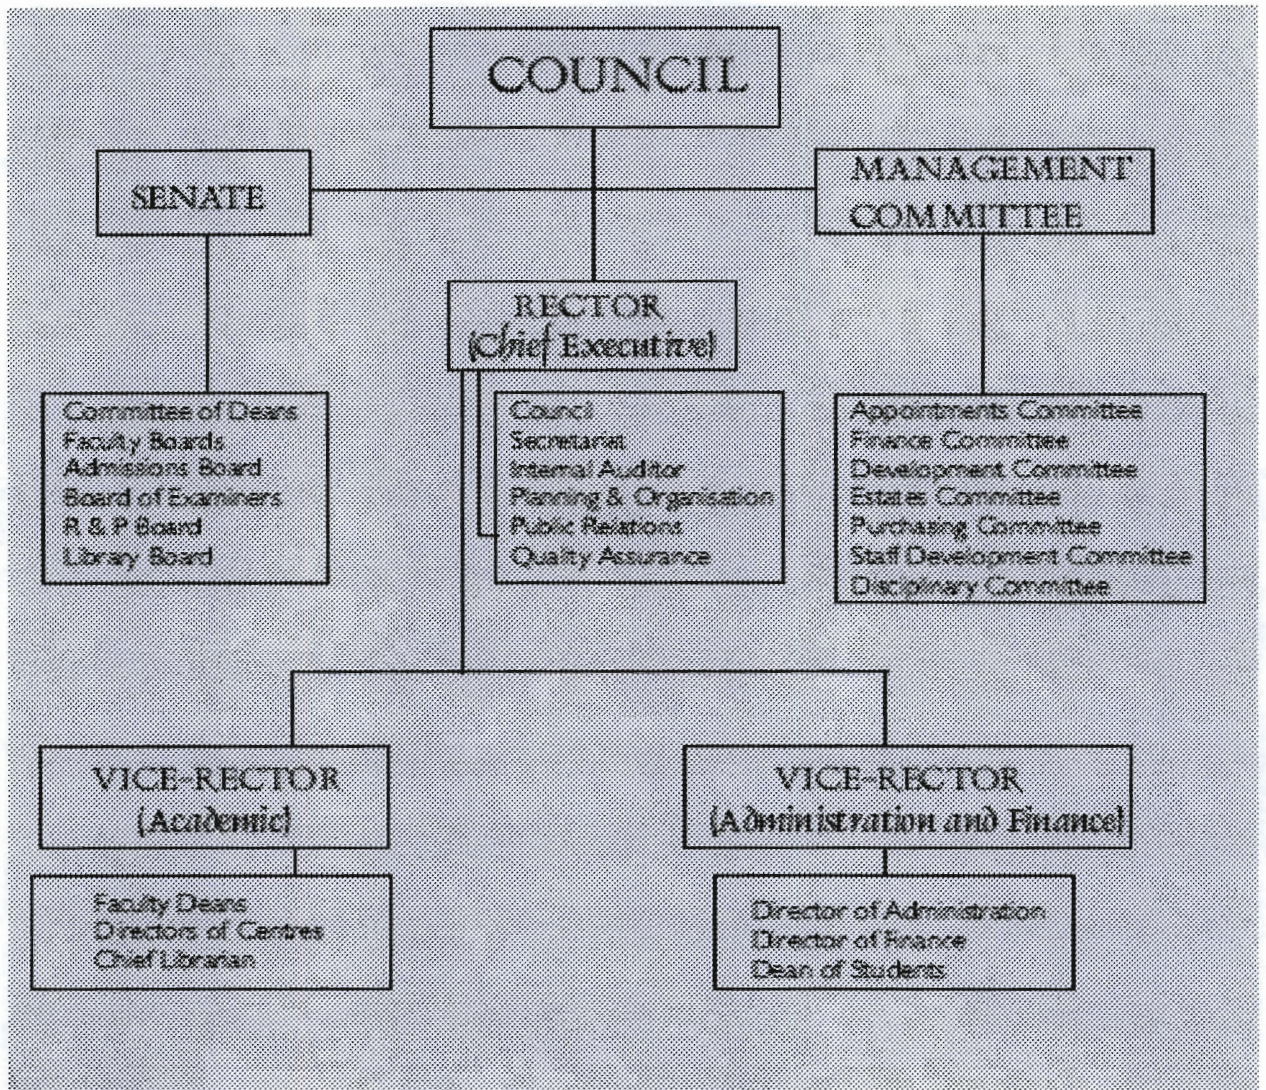 COUNCIL
SENATE
MANAGEMENT
COMMITTEE
RECTOR
(Chief Executive)
Committee of Deans
Faculty Boards
Admissions Board
Board of Examiners
R & P Board
Library Board
Council
Secretariat
Internal Auditor
Planning & Organisation
Public Relations
Quality Assurance
Appointments Committee
Finance Committee
Development Committee
Estates Committee
Purchasing Committee
Staff Development Committee
Disciplinary Committee
VICE-RECTOR
(Academic)
VICE-RECTOR
(Administration and Finance)
Faculty Deans
Directors of Centres
Chief Librarian
Director of Administration
Director of Finance
Dean of Students